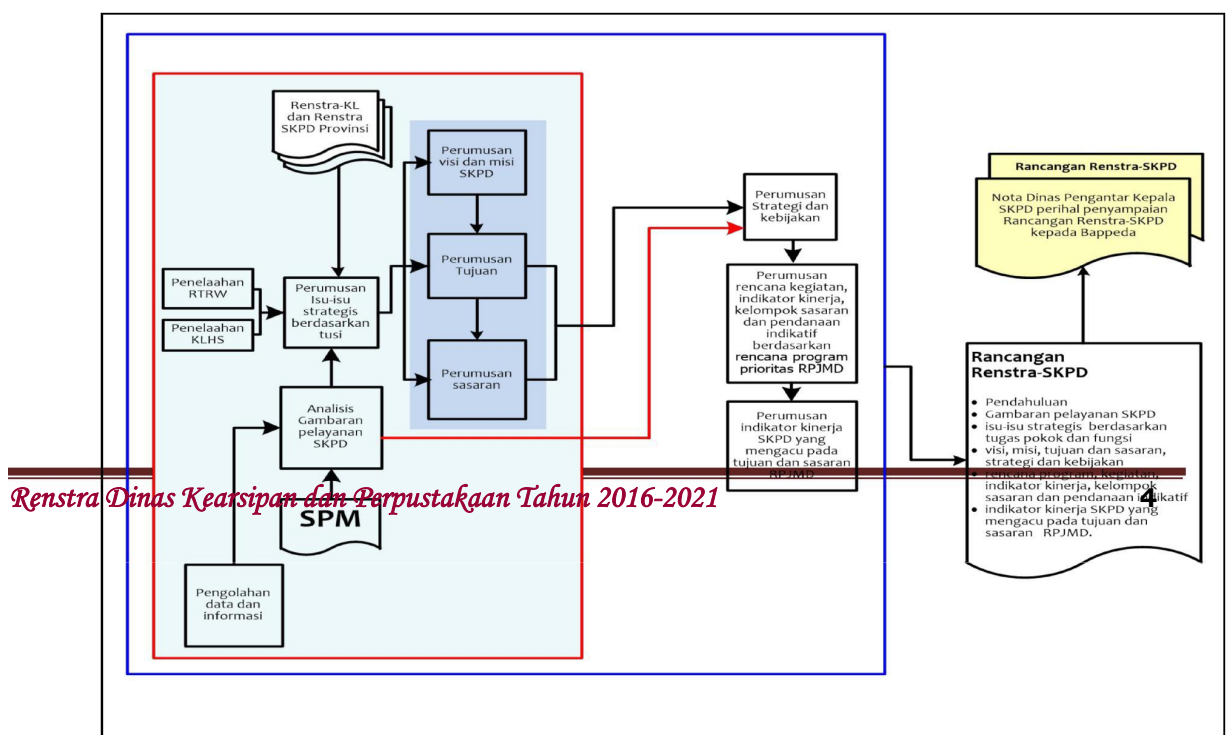 Renstra-KL
dan Renstra
SKPD Provinsi
Perumusan
visi dan misi
SKPD
Perumusan
Tujuan
Perumusan
sasaran
Penelaahan
RTRW
Penelaahan
KLHS
Perumusan
Isu-isu
strategis
berdasarkan
tusi
Analisis
Gambaran
pelayanan
SKPD
SPM
Pengolahan
data dan
informasi
Perumusan
Strategi dan
kebijakan
Perumusan
rencana kegiatan,
indikator kinerja,
kelompok sasaran
dan pendanaan
indikatif
berdasarkan
rencana program
prioritas RPJMD
Perumusan
indikator kinerja
SKPD yang
mengacu pada
tujuan dan sasaran
RPJMD
Rancangan Renstra-SKPD
Nota Dinas Pengantar Kepala
SKPD perihal penyampaian
Rancangan Renstra-SKPD
kepada Bappeda
Rancangan
Renstra-SKPD
• Pendahuluan
• Gambaran pelayanan SKPD
• isu-isu strategis berdasarkan
tugas pokok dan fungsi
• visi, misi, tujuan dan sasaran,
strategi dan kebijakan
• rencana program, kegiatan,
indikator kinerja, kelompok
sasaran dan pendanaan indikatif
• indikator kinerja SKPD yang
mengacu pada tujuan dan
sasaran RPJMD.
Renstra Dinas Kearsipan dan Perpustakaan Tahun 2016-2021
4